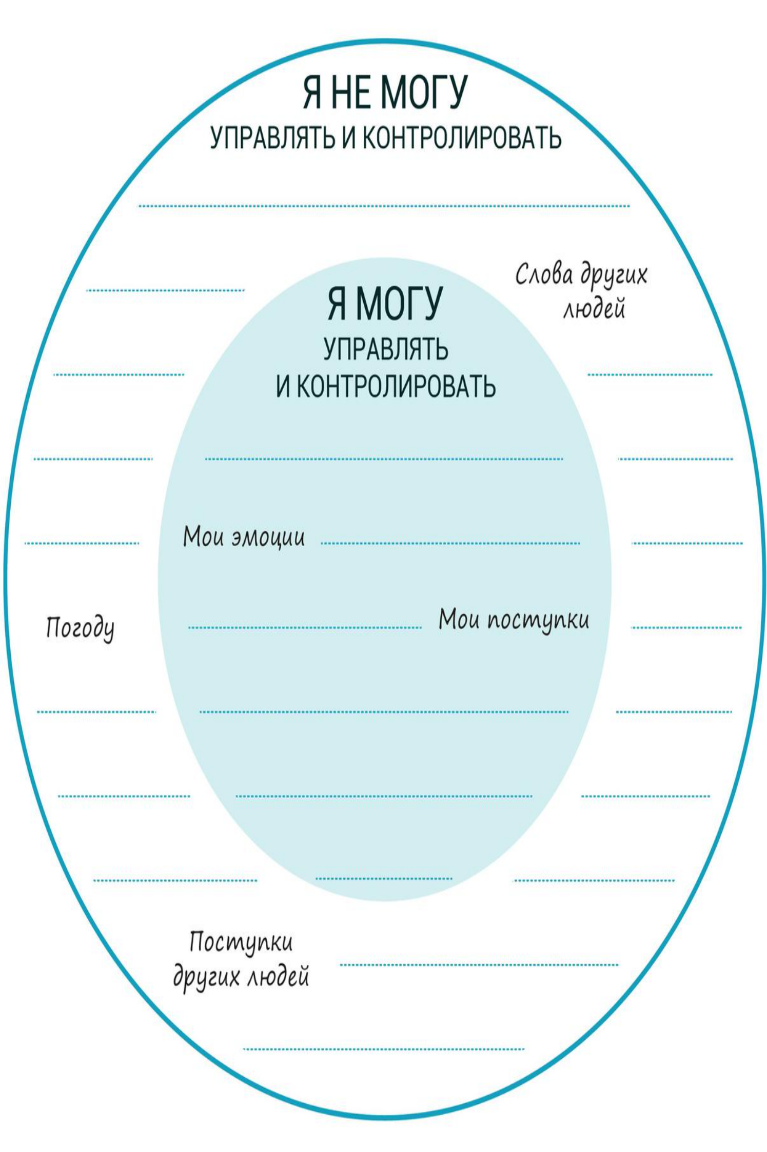 Я НЕ МОГУ
УПРАВЛЯТЬ И КОНТРОЛИРОВАТЬ
Слова других
людей
Я МОГУ
УПРАВЛЯТЬ
И КОНТРОЛИРОВАТЬ
Мои эмоции
Мои поступки
Погоду
Поступки
других людей